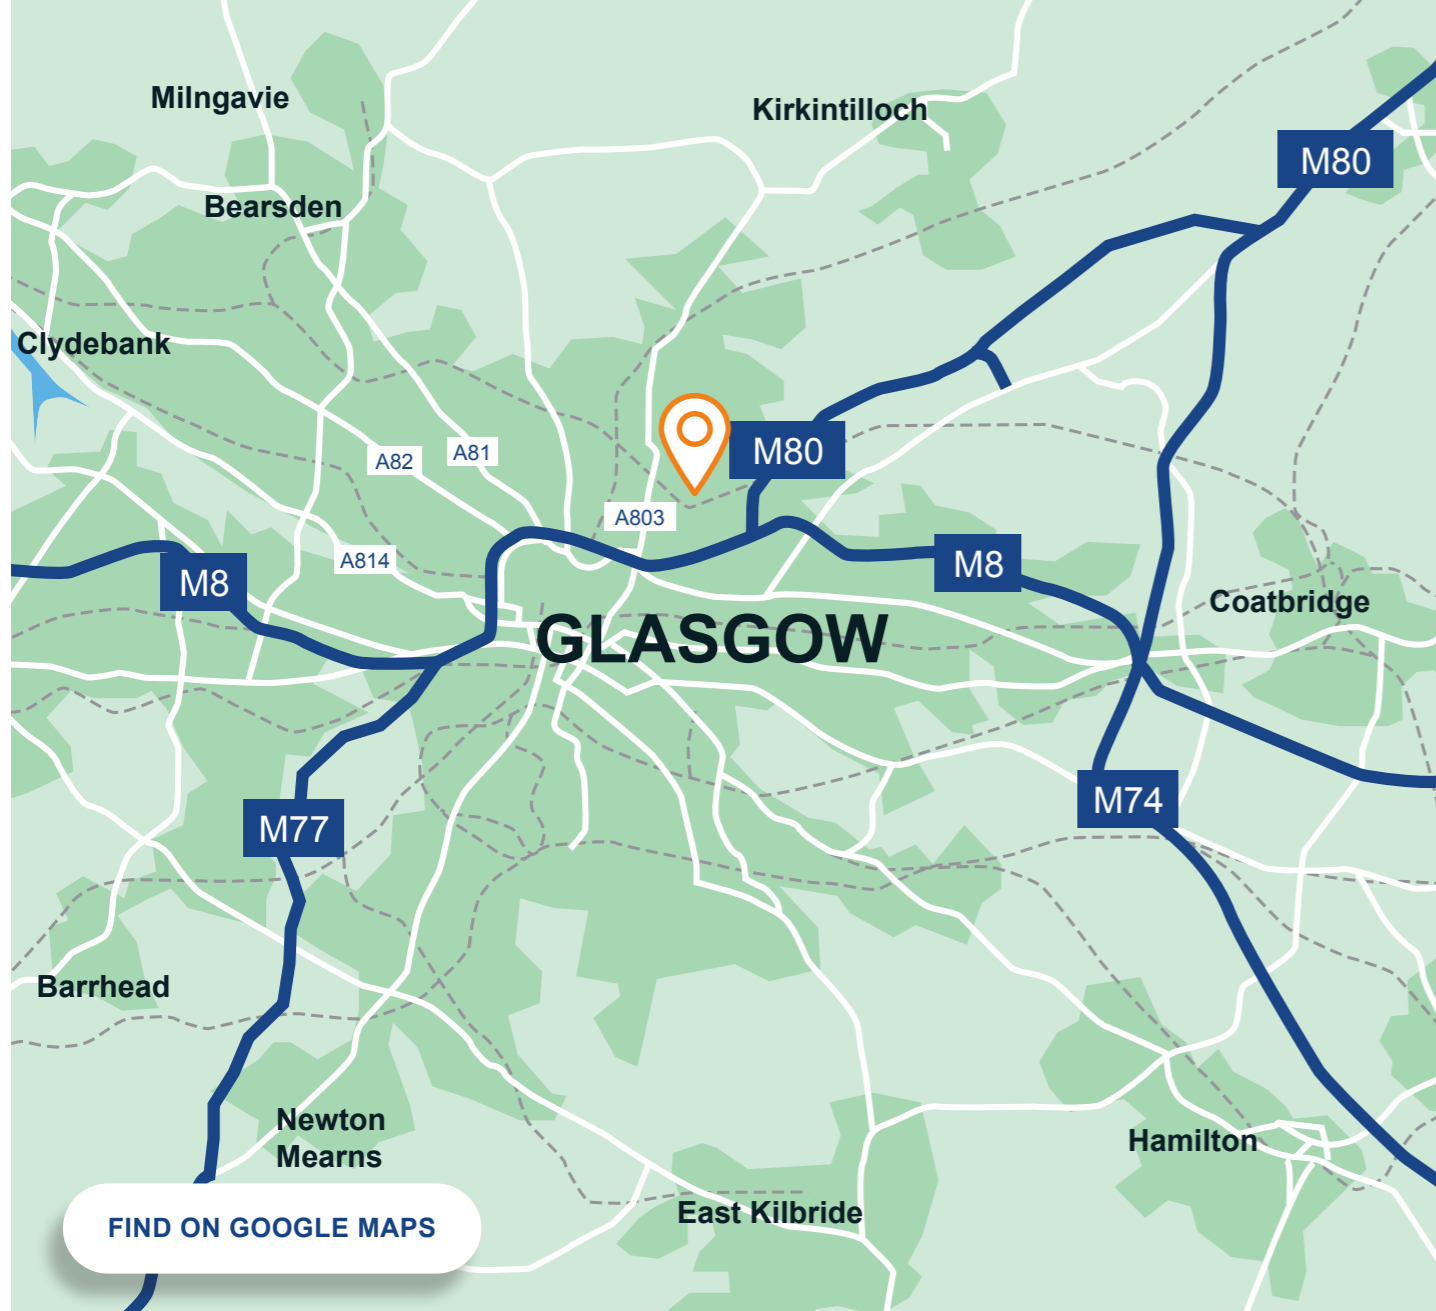 Milngavie
Kirkintilloch
M80
Bearsden
Clydebank
A81
M80
A82
A803
A814
M8
M8
Coatbridge
GLASGOW
M74
M77
Barrhead
Newton
Mearns
Hamilton
East Kilbride
FIND ON GOOGLE MAPS